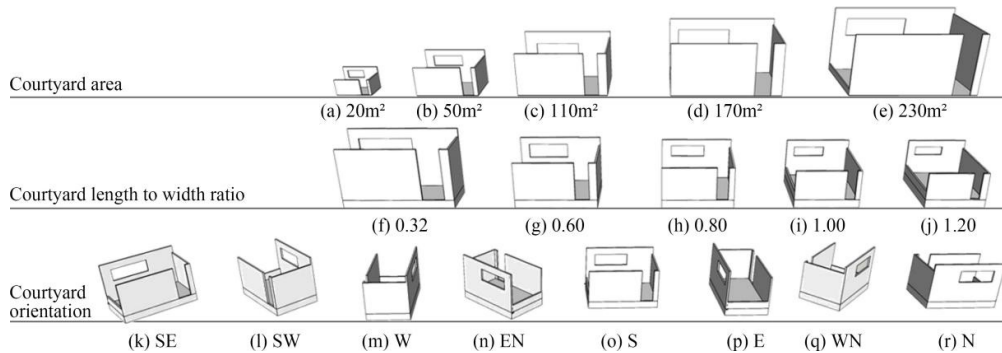 Courtyard area
(a) 20m² (b) 50m² (c) 110m² (d) 170m² (e) 230m²
Courtyard length to width ratio
(f) 0.32 (g) 0.60 (h) 0.80 (i) 1.00 (j) 1.20
Courtyard
orientation
(k) SE (l) SW (m) W (n) EN (o) S (p) E (q) WN (r) N